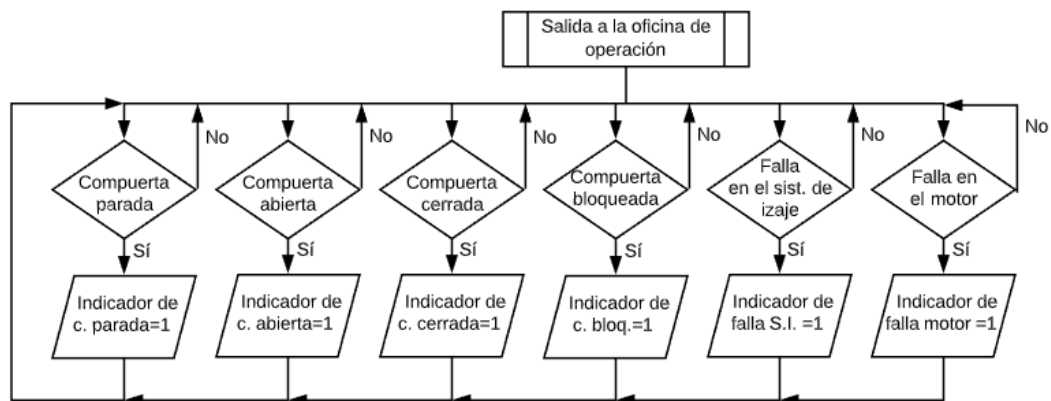 Salida a la oficina de
operación
No
No
No
No
No
No
Compuerta
parada
Compuerta
abierta
Compuerta
cerrada
Compuerta
bloqueada
Falla
en el sist. de
izaje
Falla en
el motor
Sí
Sí
Sí
Sí
Sí
Sí
Indicador de
c. parada=1
Indicador de
c. abierta=1
Indicador de
c. cerrada=1
Indicador de
c. bloq.=1
Indicador de
falla S.I. =1
Indicador de
falla motor =1